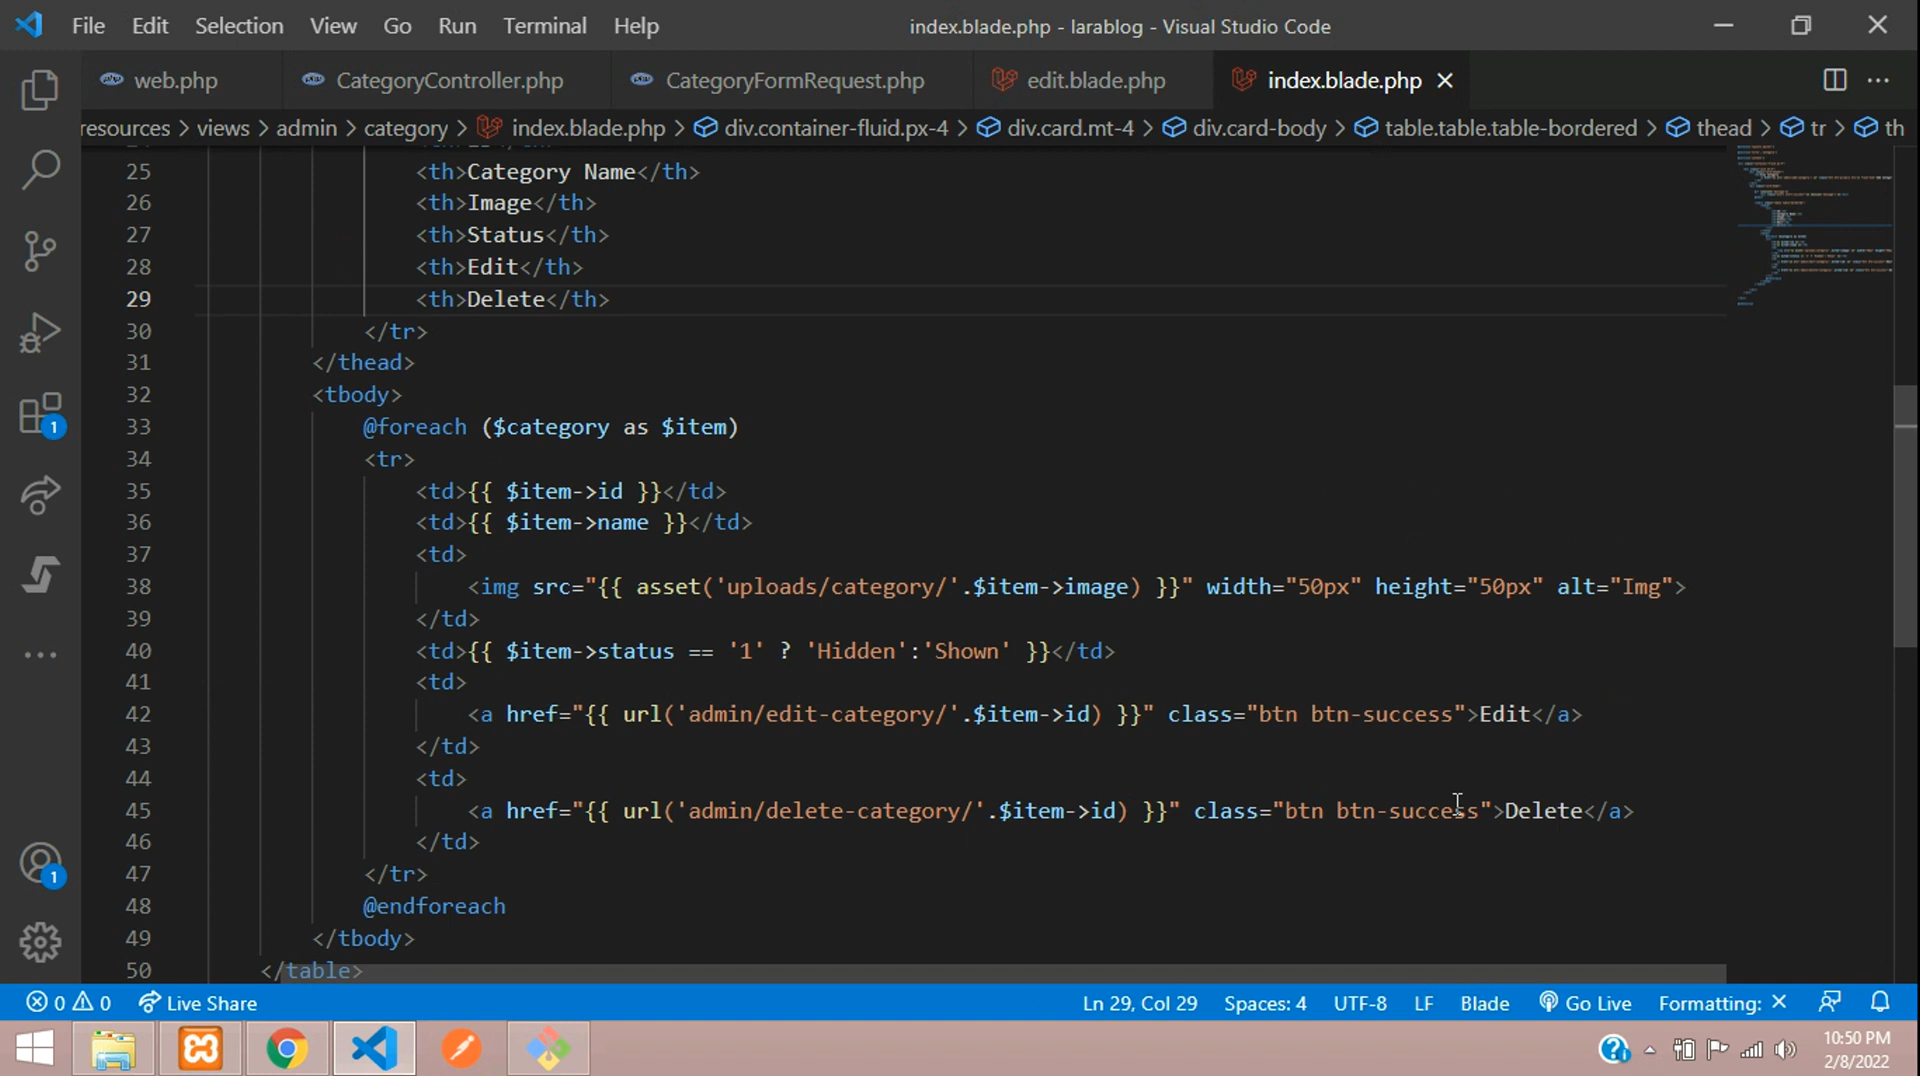 File Edit Selection View Go Run Terminal Help index.blade.php - larablog - Visual Studio Code
web.php CategoryController.php CategoryFormRequest.php edit.blade.php index.blade.php
resources > views > admin > category > index.blade.php > div.container-fluid.px-4 > div.card.mt-4 > div.card-body > table.table.table-bordered > thead > tr > th
25 <th>Category Name</th>
26 <th>Image</th>
27 <th>Status</th>
28 <th>Edit</th>
29 <th>Delete</th>
30 </tr>
31 </thead>
32 <tbody>
33 @foreach ($category as $item)
34 <tr>
35 <td>{{ $item->id }}</td>
36 <td>{{ $item->name }}</td>
37 <td>
38 <img src="{{ asset('uploads/category/'.$item->image) }}" width="50px" height="50px" alt="Img">
39 </td>
40 <td>{{ $item->status == '1' ? 'Hidden':'Shown' }}</td>
41 <td>
42 <a href="{{ url('admin/edit-category/'.$item->id) }}" class="btn btn-success">Edit</a>
43 </td>
44 <td>
45 <a href="{{ url('admin/delete-category/'.$item->id) }}" class="btn btn-success">Delete</a>
46 </td>
47 </tr>
48 @endforeach
49 </tbody>
50 </table>
1
1
0 0 Live Share Ln 29, Col 29 Spaces: 4 UTF-8 LF Blade Go Live Formatting: ×
10:50 PM
2/8/2022